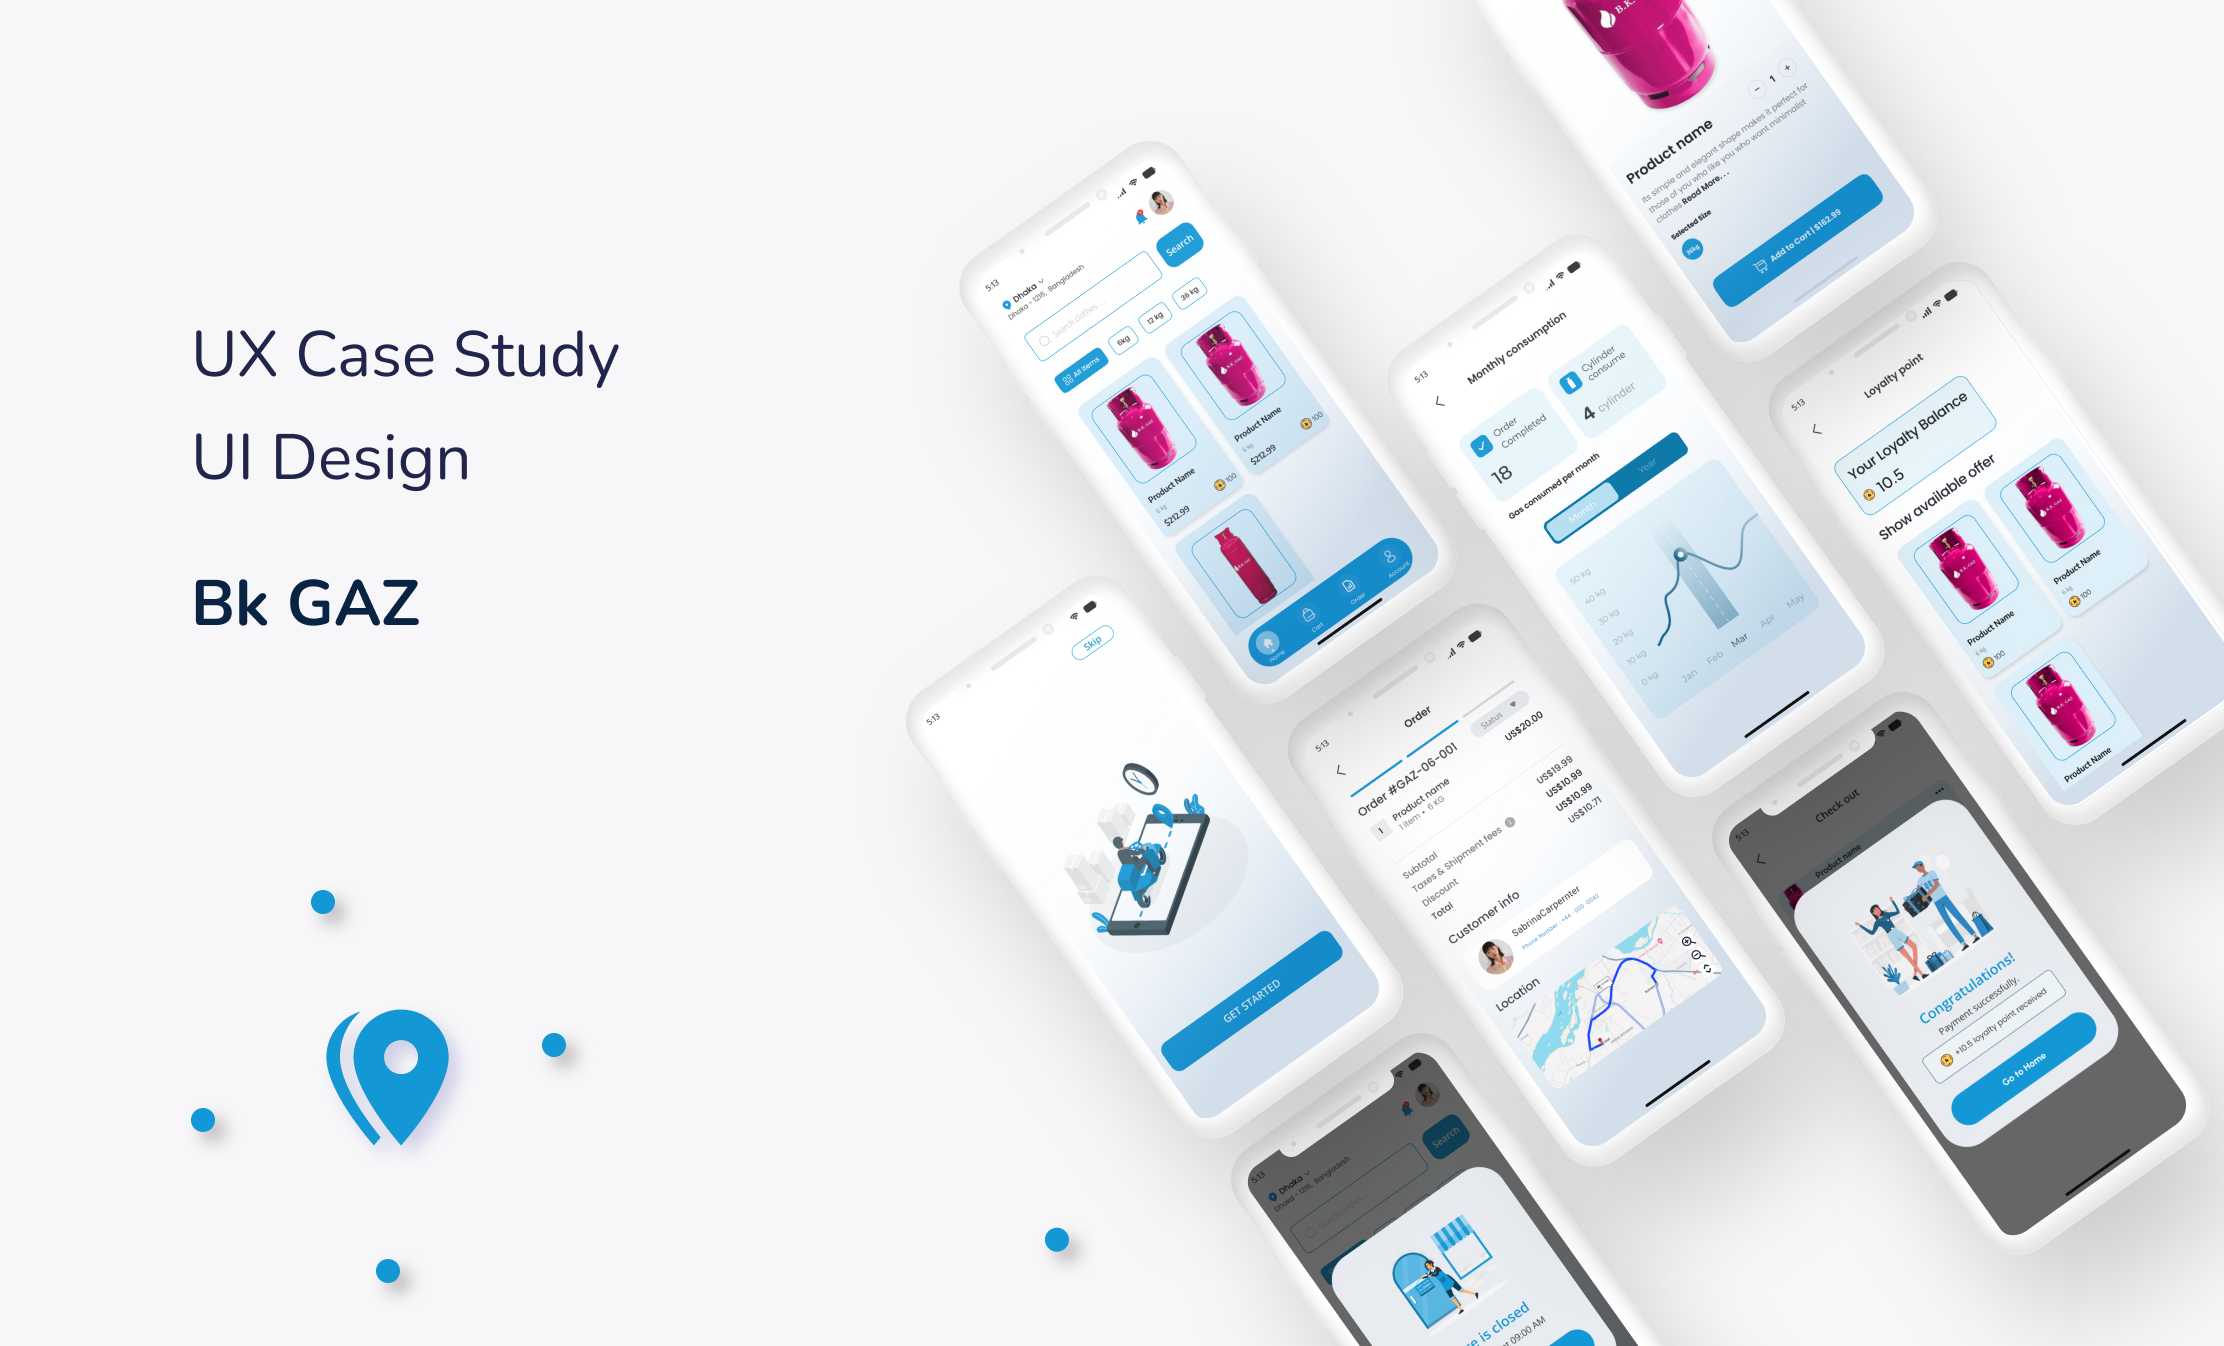 UX Case Study
UI Design
Bk GAZ
5:13
Dhaka
Dhaka - 1216, Bangladesh
Search clothes...
Search
All Items
6kg
12 kg
36 kg
B.K. GAZ
Product Name
6 kg
$212.99
100
B.K. GAZ
Product Name
6 kg
$212.99
100
Home
Cart
Order
Account
Product name
1
Its simple and elegant shape makes it perfect for
those of you who like you who want minimalist
clothes Read More. . .
Selected Size
36kg
Add to Cart | $162.99
5:13
Monthly consumption
Order
Completed
18
Cylinder
consume
4 cylinder
Gas consumed per month
Month
Year
50 kg
40 kg
30 kg
20 kg
10 kg
0 kg
Jan
Feb
Mar
Apr
May
5:13
Loyalty point
Your Loyalty Balance
10.5
Show available offer
B.K. GAZ
Product Name
6 kg
100
B.K. GAZ
Product Name
6 kg
100
B.K. GAZ
Product Name
5:13
Skip
GET STARTED
5:13
Order
Order #GAZ-06-001
Status
1
Product name
1 item • 6 KG
US$20.00
Subtotal
US$19.99
Taxes & Shipment fees
US$10.99
Discount
US$10.99
Total
US$10.71
Customer info
SabrinaCarpernter
Phone Number
Location
5:13
Check out
Product name
Congratulations!
Payment successfully.
+10.5 loyalty point received
Go to Home
5:13
Dhaka
Dhaka - 1216, Bangladesh
Search clothes...
Search
is closed
09:00 AM